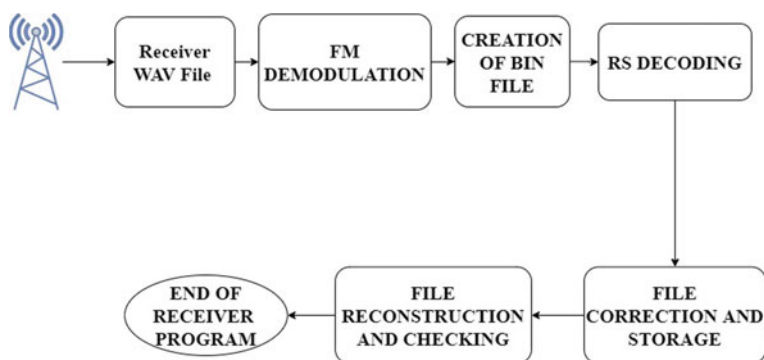 Receiver
WAV File
FM
DEMODULATION
CREATION
OF BIN
FILE
RS DECODING
FILE
CORRECTION AND
STORAGE
FILE
RECONSTRUCTION
AND CHECKING
END OF
RECEIVER
PROGRAM